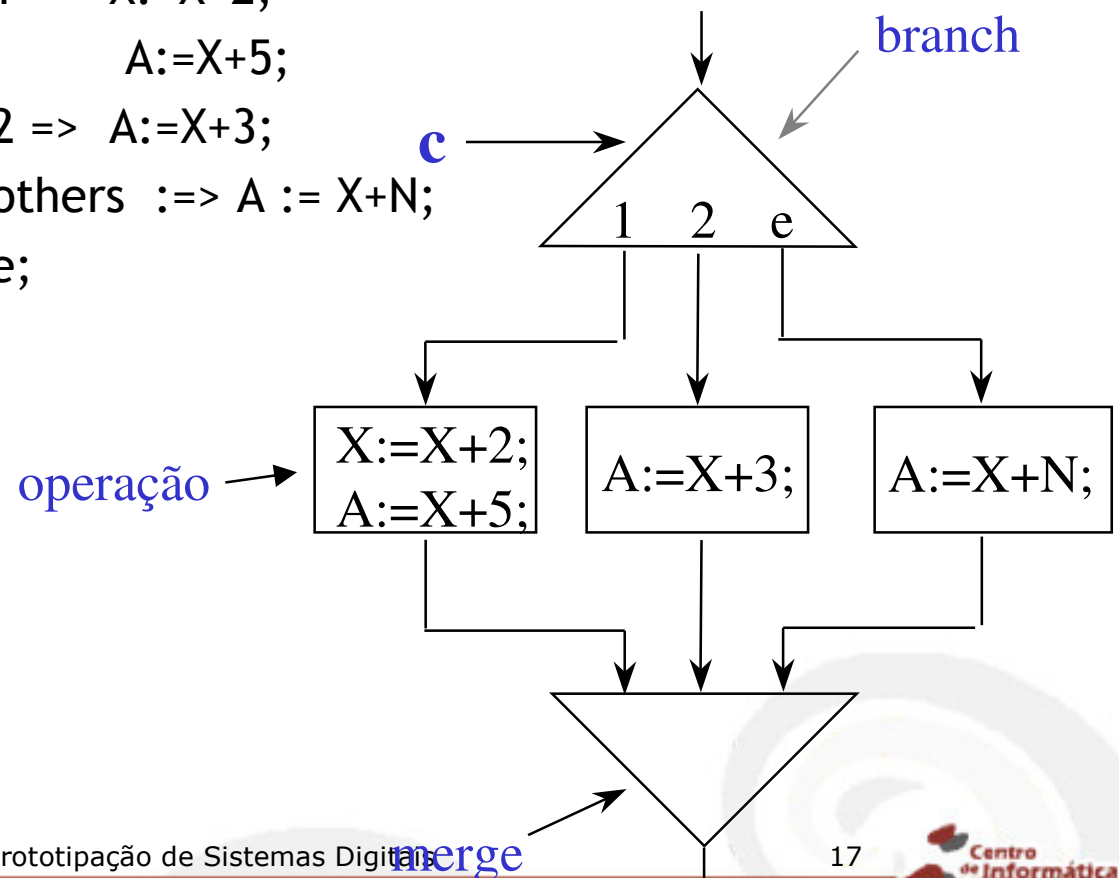 A:=X+5;
2 => A:=X+3;
others :=> A := X+N;
e;
branch
c
1 2 e
operação
X:=X+2;
A:=X+5;
A:=X+3;
A:=X+N;
merge
rototipação de Sistemas Digitais
17
Centro
de Informática